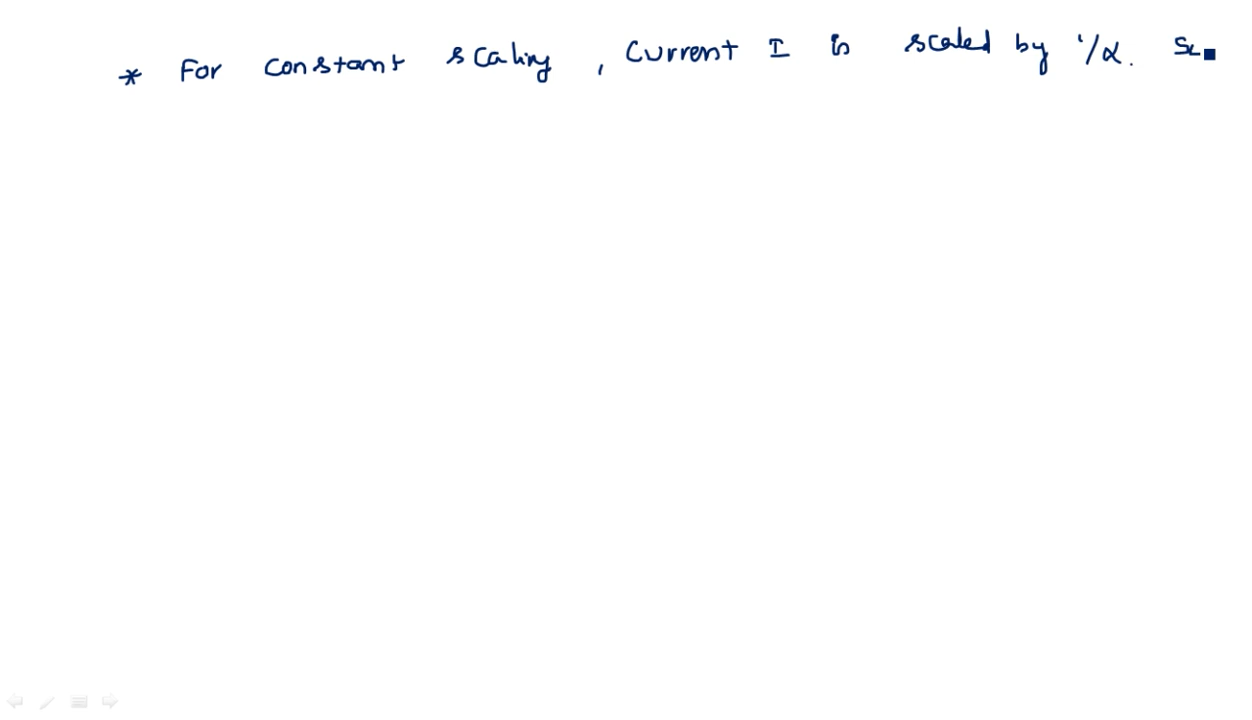 * For constant scaling , Current I is scaled by 1/α.